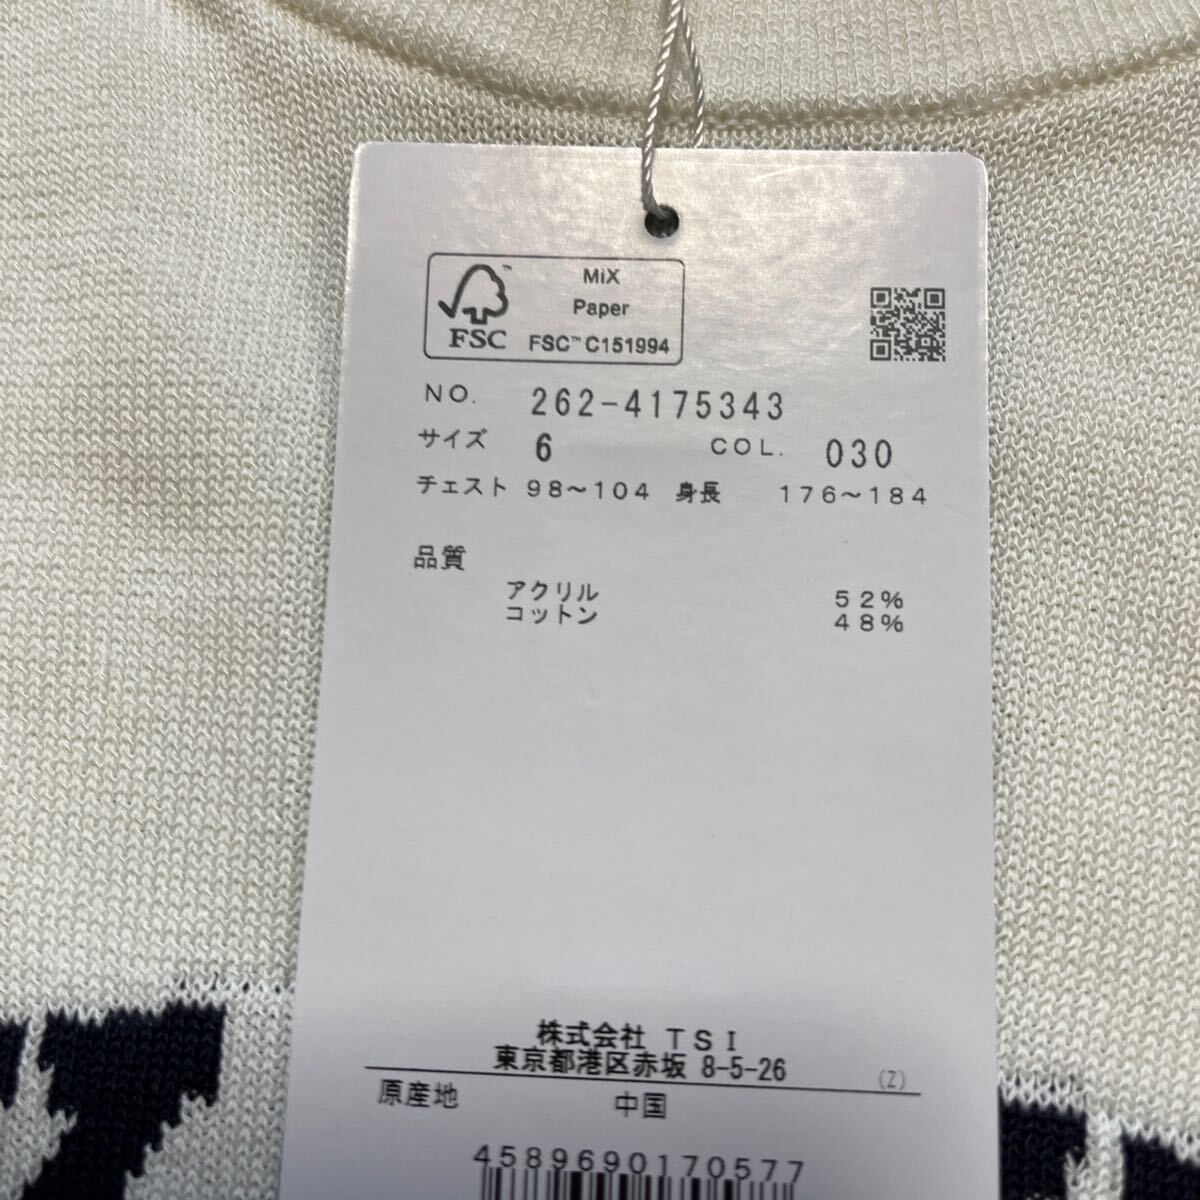 MiX
Paper
FSC™ FSC™ C151994
NO. 262-4175343
サイズ 6 COL. 030
チェスト 98〜104 身長 176〜184
品質
アクリル 52%
コットン 48%
株式会社 TSI
東京都港区赤坂 8-5-26 (Z)
原産地 中国
4589690170577